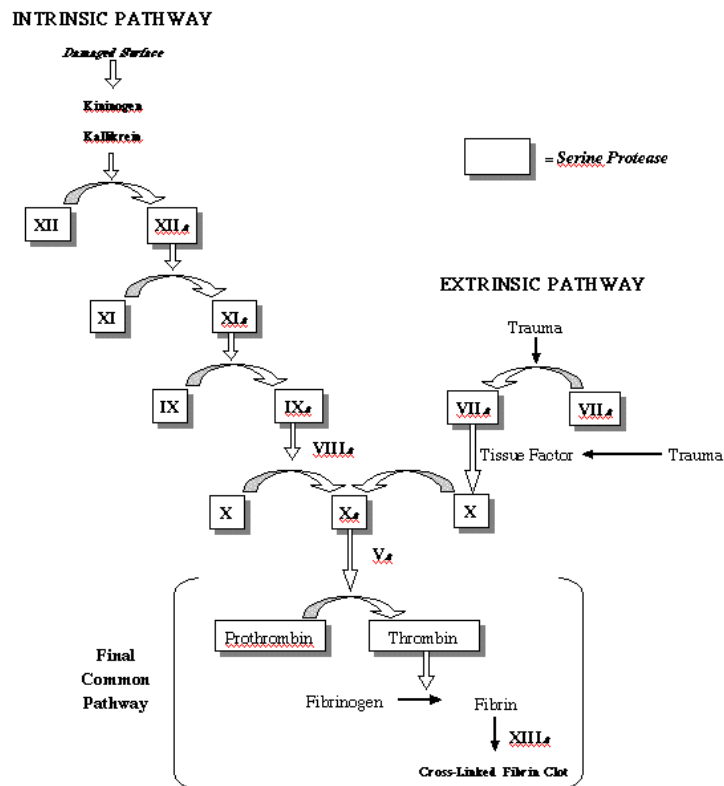 INTRINSIC PATHWAY
Damaged Surface
Kininogen
Kallikrein
= Serine Protease
XII
XIIa
EXTRINSIC PATHWAY
XI
XIa
Trauma
IX
IXa
VIIa
VIIa
VIIIa
Tissue Factor
Trauma
X
Xa
X
Va
Prothrombin
Thrombin
Final
Common
Pathway
Fibrinogen
Fibrin
XIIIa
Cross-Linked Fibrin Clot